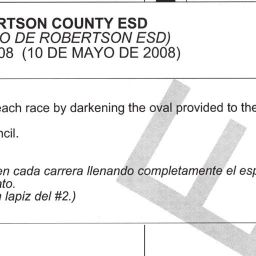 RTSON COUNTY ESD
O DE ROBERTSON ESD)
08 (10 DE MAYO DE 2008)
each race by darkening the oval provided to the
ncil.
en cada carrera llenando completamente el esp
ato.
lapiz del #2.)